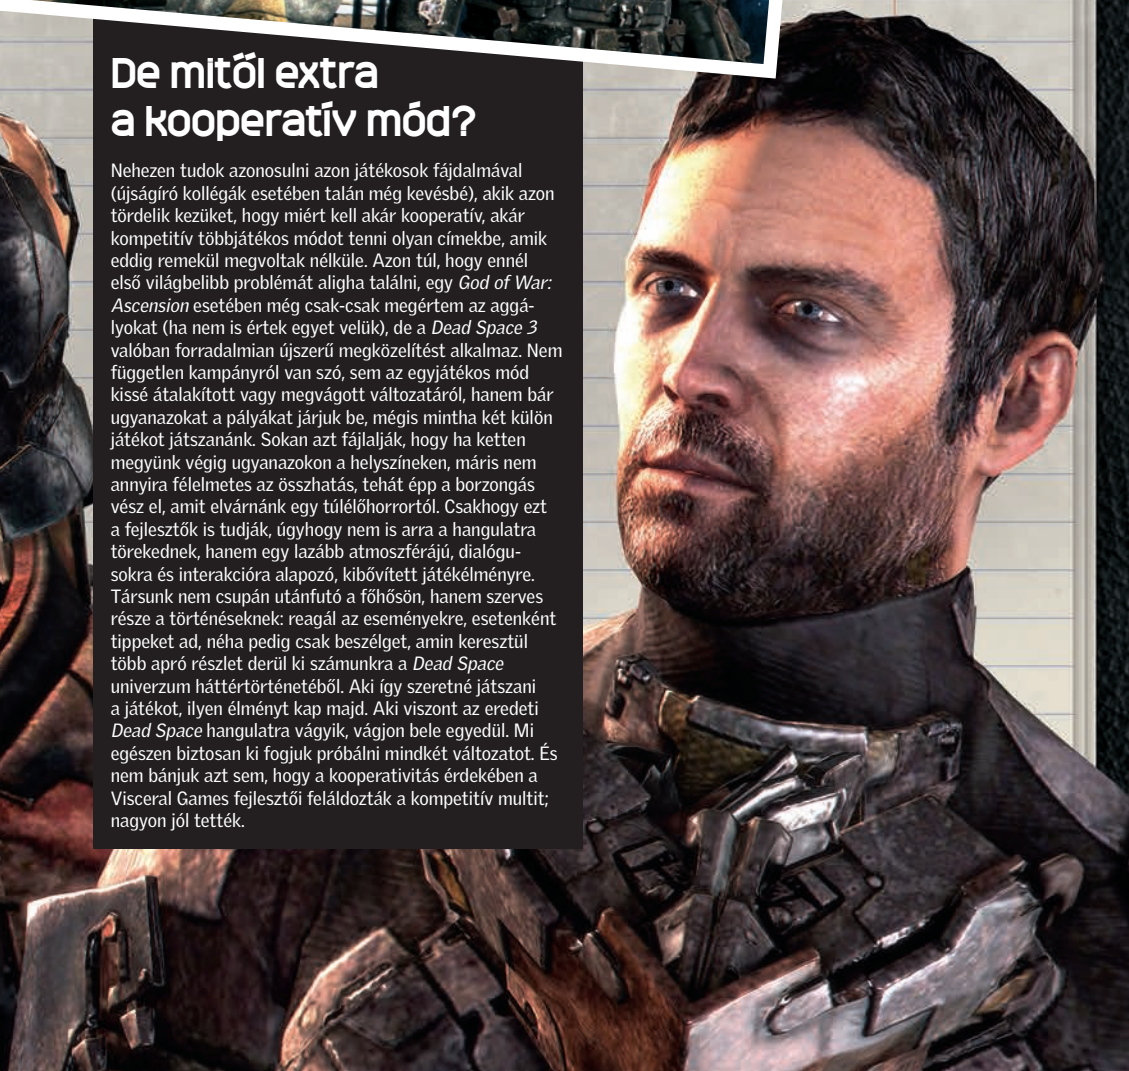 De mitől extra
a kooperatív mód?
Nehezen tudok azonosulni azon játékosok fájdalmával
(újságíró kollégák esetében talán még kevésbé), akik azon
tördelik kezüket, hogy miért kell akár kooperatív, akár
kompetitív többjátékos módot tenni olyan címekbe, amik
eddig remekül megvoltak nélküle. Azon túl, hogy ennél
első világbelibb problémát aligha találni, egy God of War:
Ascension esetében még csak-csak megértem az aggá-
lyokat (ha nem is értek egyet velük), de a Dead Space 3
valóban forradalmian újszerű megközelítést alkalmaz. Nem
független kampányról van szó, sem az egyjátékos mód
kissé átalakított vagy megvágott változatáról, hanem bár
ugyanazokat a pályákat járjuk be, mégis mintha két külön
játékot játszanánk. Sokan azt fájlalják, hogy ha ketten
megyünk végig ugyanazokon a helyszíneken, máris nem
annyira félelmetes az összhatás, tehát épp a borzongás
vész el, amit elvárnánk egy túlélőhorrortól. Csakhogy ezt
a fejlesztők is tudják, úgyhogy nem is arra a hangulatra
törekednek, hanem egy lazább atmoszférájú, dialógu-
sokra és interakcióra alapozó, kibővített játékélményre.
Társunk nem csupán utánfutó a főhősön, hanem szerves
része a történéseknek: reagál az eseményekre, esetenként
tippeket ad, néha pedig csak beszélget, amin keresztül
több apró részlet derül ki számunkra a Dead Space
univerzum háttértörténetéből. Aki így szeretné játszani
a játékot, ilyen élményt kap majd. Aki viszont az eredeti
Dead Space hangulatra vágyik, vágjon bele egyedül. Mi
egészen biztosan ki fogjuk próbálni mindkét változatot. És
nem bánjuk azt sem, hogy a kooperativitás érdekében a
Visceral Games fejlesztői feláldozták a kompetitív multit;
nagyon jól tették.